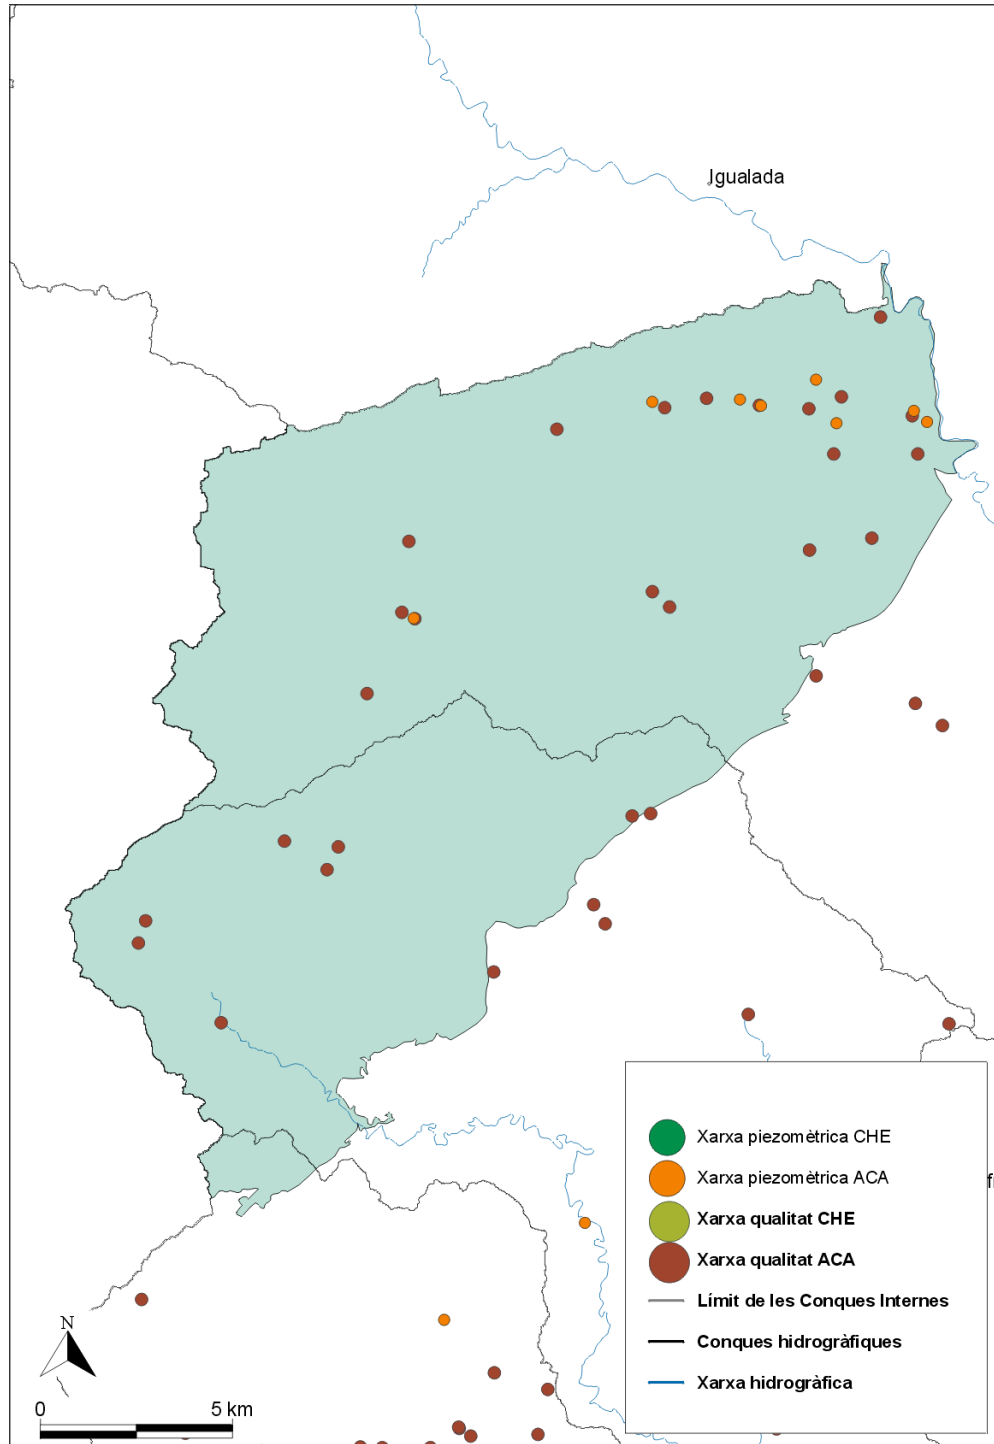 Igualada
Xarxa piezomètrica CHE
Xarxa piezomètrica ACA
Xarxa qualitat CHE
Xarxa qualitat ACA
Límit de les Conques Internes
Conques hidrogràfiques
Xarxa hidrogràfica
N
0 5 km